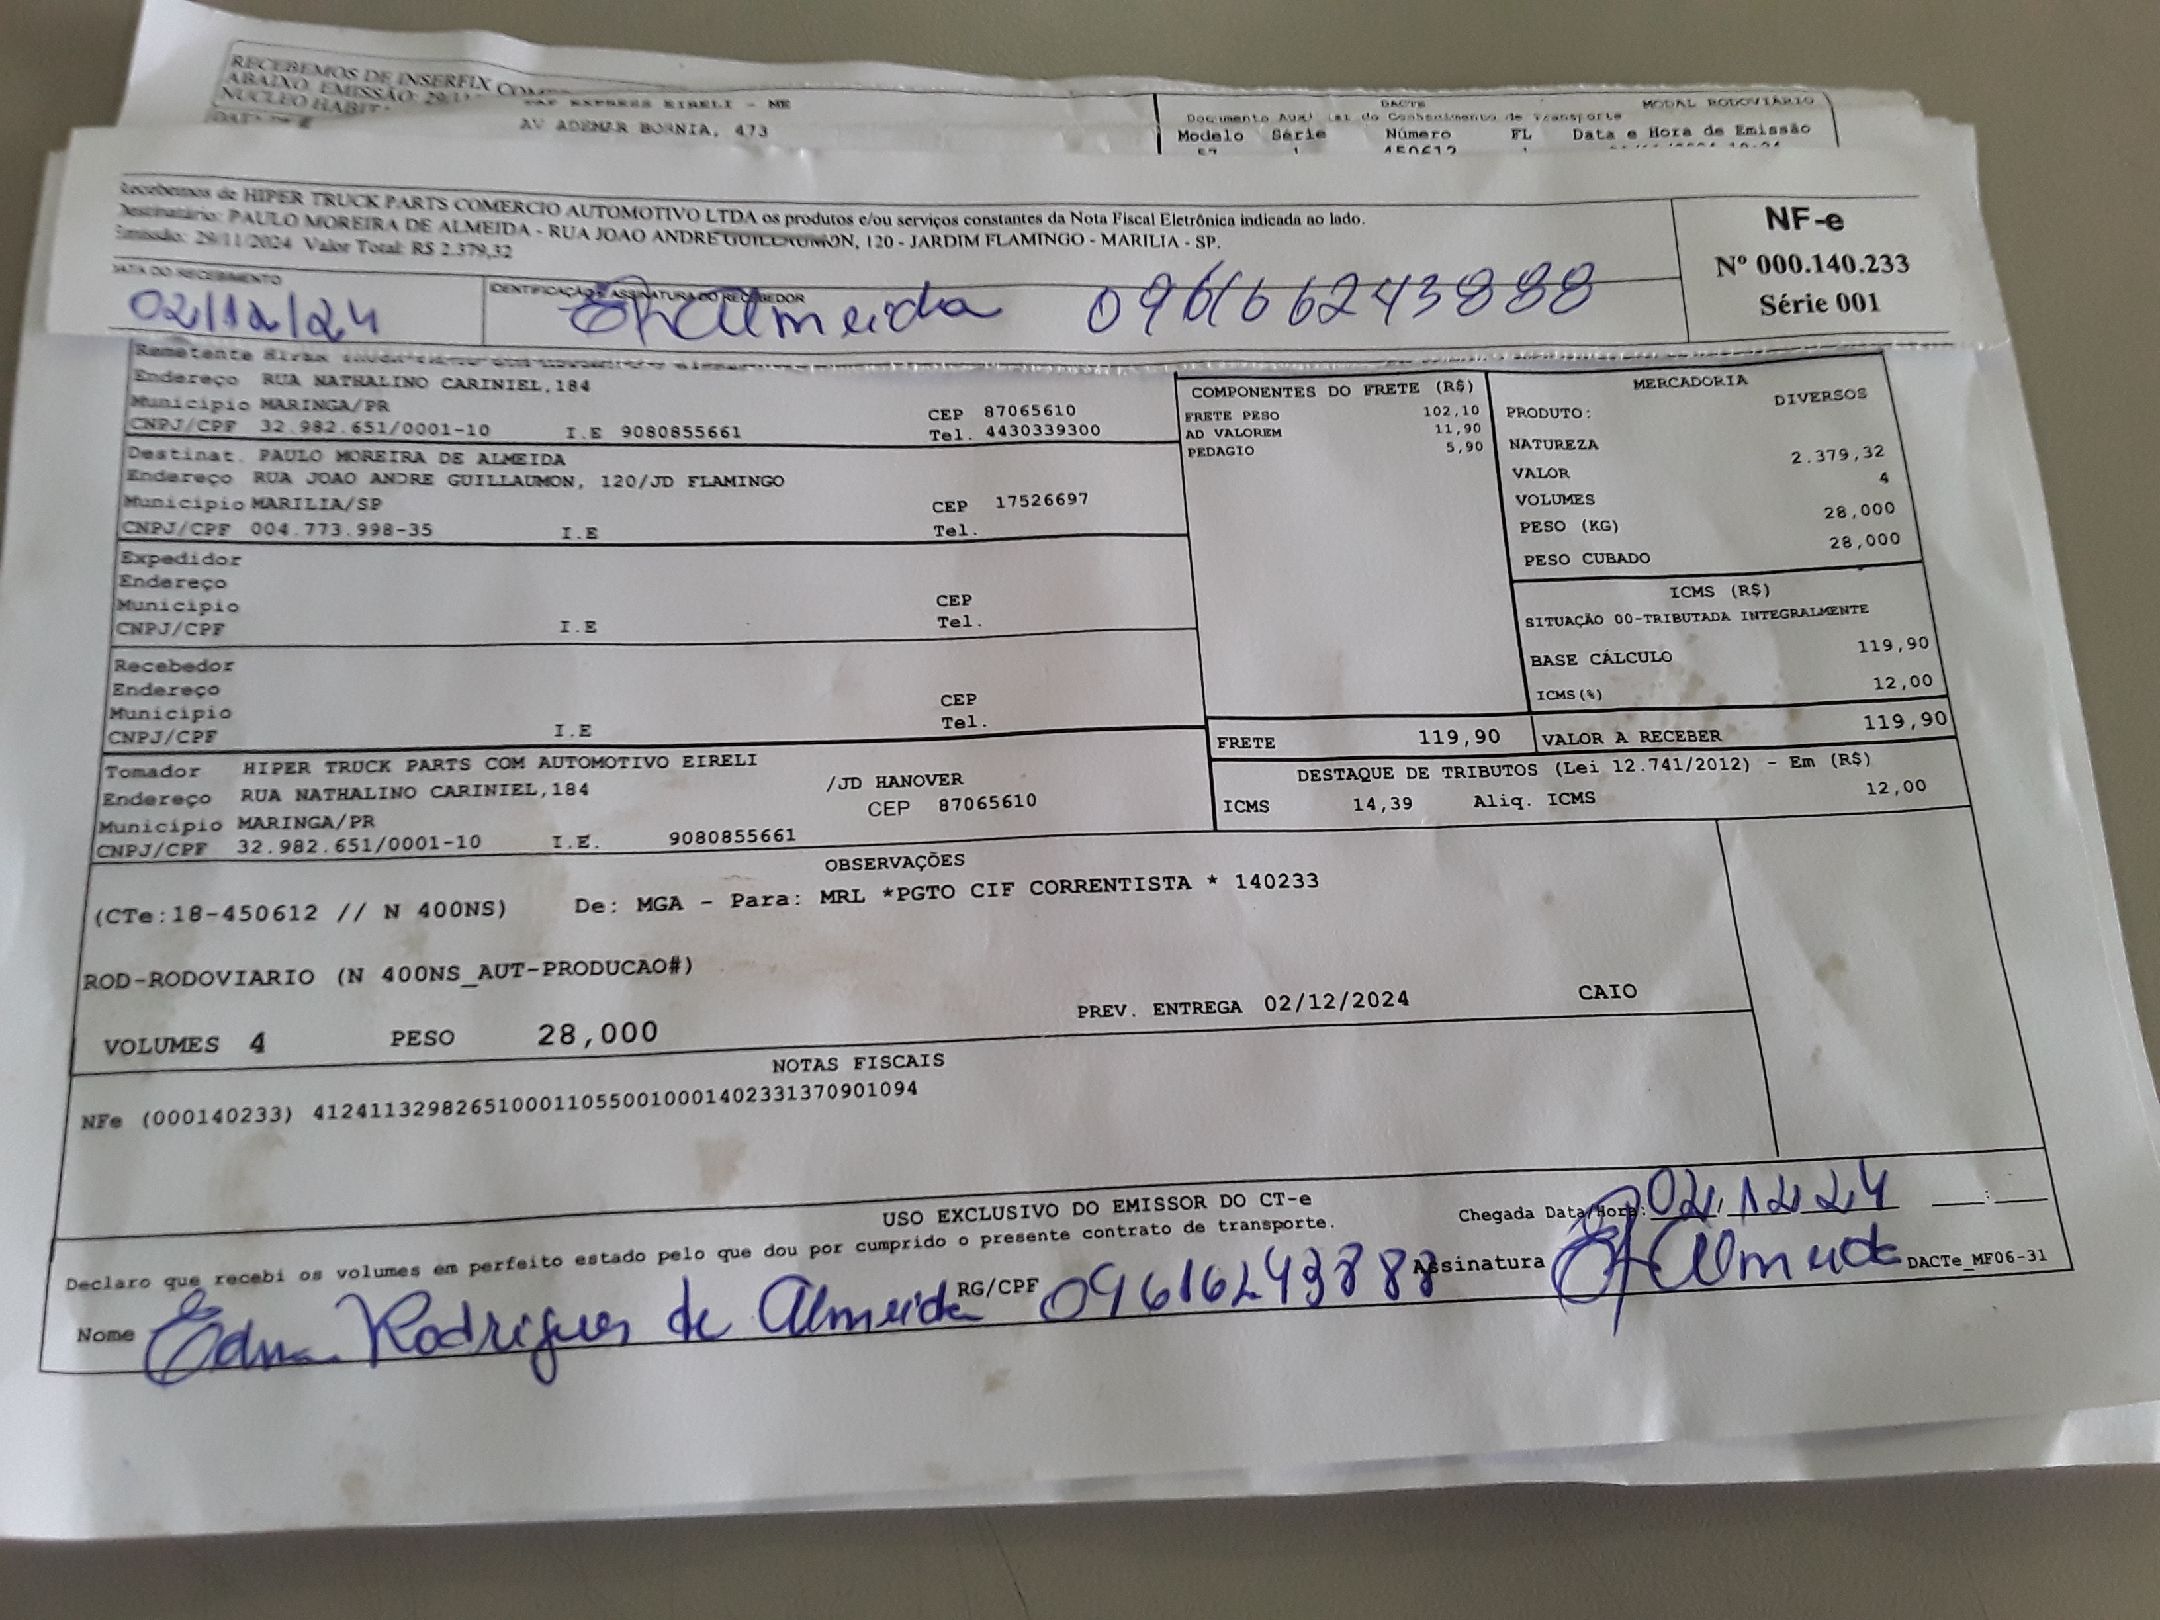 RECEBEMOS DE INSERFIX
ABAIXO. EMISSÃO: 29/11
NUCLEO HABIT
EXPRESS EIRELI - ME
AV ADEMAR BORNIA, 473
DACTE MODAL RODOVIÁRIO
Documento Auxiliar do Conhecimento de Transporte
Modelo Série Número FL Data e Hora de Emissão
57 1 450612 1
Recebemos de HIPER TRUCK PARTS COMERCIO AUTOMOTIVO LTDA os produtos e/ou serviços constantes da Nota Fiscal Eletrônica indicada ao lado.
Destinatário: PAULO MOREIRA DE ALMEIDA - RUA JOAO ANDRE GUILLAUMON, 120 - JARDIM FLAMINGO - MARILIA - SP.
Emissão: 29/11/2024 Valor Total: R$ 2.379,32
NF-e
Nº 000.140.233
Série 001
DATA DO RECEBIMENTO
02/12/24
IDENTIFICAÇÃO E ASSINATURA DO RECEBEDOR
Almeida
Remetente
Endereço RUA NATHALINO CARINIEL,184
Município MARINGA/PR CEP 87065610
CNPJ/CPF 32.982.651/0001-10 I.E 9080855661 Tel. 4430339300
Destinat. PAULO MOREIRA DE ALMEIDA
Endereço RUA JOAO ANDRE GUILLAUMON, 120/JD FLAMINGO
Município MARILIA/SP CEP 17526697
CNPJ/CPF 004.773.998-35 I.E Tel.
Expedidor
Endereço
Município CEP
CNPJ/CPF I.E Tel.
Recebedor
Endereço
Município CEP
CNPJ/CPF I.E Tel.
Tomador HIPER TRUCK PARTS COM AUTOMOTIVO EIRELI
Endereço RUA NATHALINO CARINIEL,184 /JD HANOVER
Município MARINGA/PR CEP 87065610
CNPJ/CPF 32.982.651/0001-10 I.E. 9080855661
COMPONENTES DO FRETE (R$)
FRETE PESO 102,10
AD VALOREM 11,90
PEDAGIO 5,90
MERCADORIA
PRODUTO: DIVERSOS
NATUREZA
VALOR 2.379,32
VOLUMES 4
PESO (KG) 28,000
PESO CUBADO 28,000
ICMS (R$)
SITUAÇÃO 00-TRIBUTADA INTEGRALMENTE
BASE CÁLCULO 119,90
ICMS(%) 12,00
FRETE 119,90 VALOR A RECEBER 119,90
DESTAQUE DE TRIBUTOS (Lei 12.741/2012) - Em (R$)
ICMS 14,39 Aliq. ICMS 12,00
OBSERVAÇÕES
(CTe:18-450612 // N 400NS) De: MGA - Para: MRL *PGTO CIF CORRENTISTA * 140233
ROD-RODOVIARIO (N 400NS_AUT-PRODUCAO#)
VOLUMES 4 PESO 28,000 PREV. ENTREGA 02/12/2024 CAIO
NOTAS FISCAIS
NFe (000140233) 41241132982651000110550010001402331370901094
USO EXCLUSIVO DO EMISSOR DO CT-e
Declaro que recebi os volumes em perfeito estado pelo que dou por cumprido o presente contrato de transporte.
Chegada Data/Hora: 02.12.24 __:__
Nome Edna Rodrigues de Almeida RG/CPF 09616243888 Assinatura Almeida DACTe_MF06-31